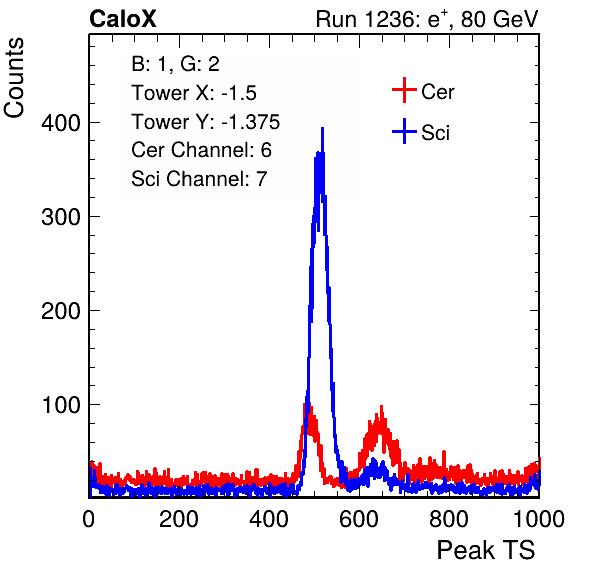 CaloX Run 1236: e⁺, 80 GeV
Counts
B: 1, G: 2
Tower X: -1.5
Tower Y: -1.375
Cer Channel: 6
Sci Channel: 7
Cer
Sci
400
300
200
100
0 200 400 600 800 1000
Peak TS